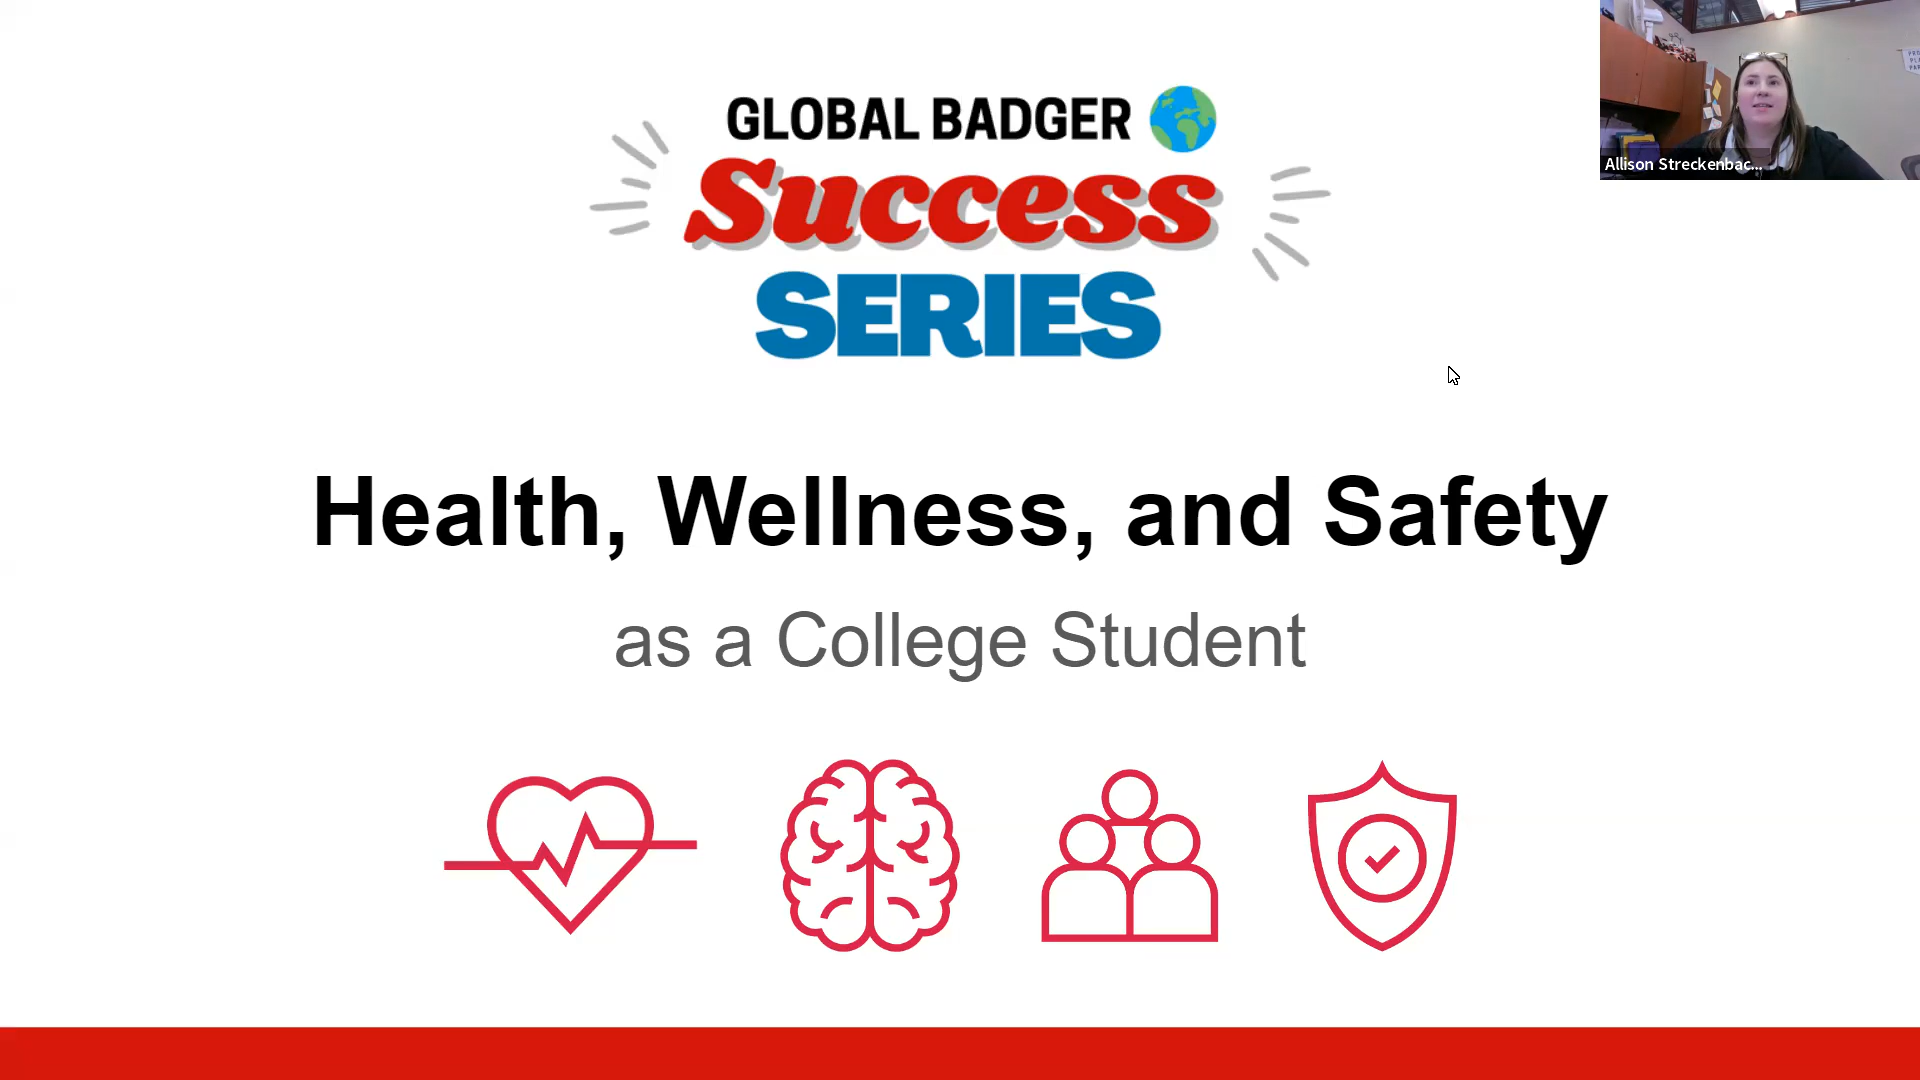 GLOBAL BADGER
Success
SERIES
Allison Streckenbac...
Health, Wellness, and Safety
as a College Student